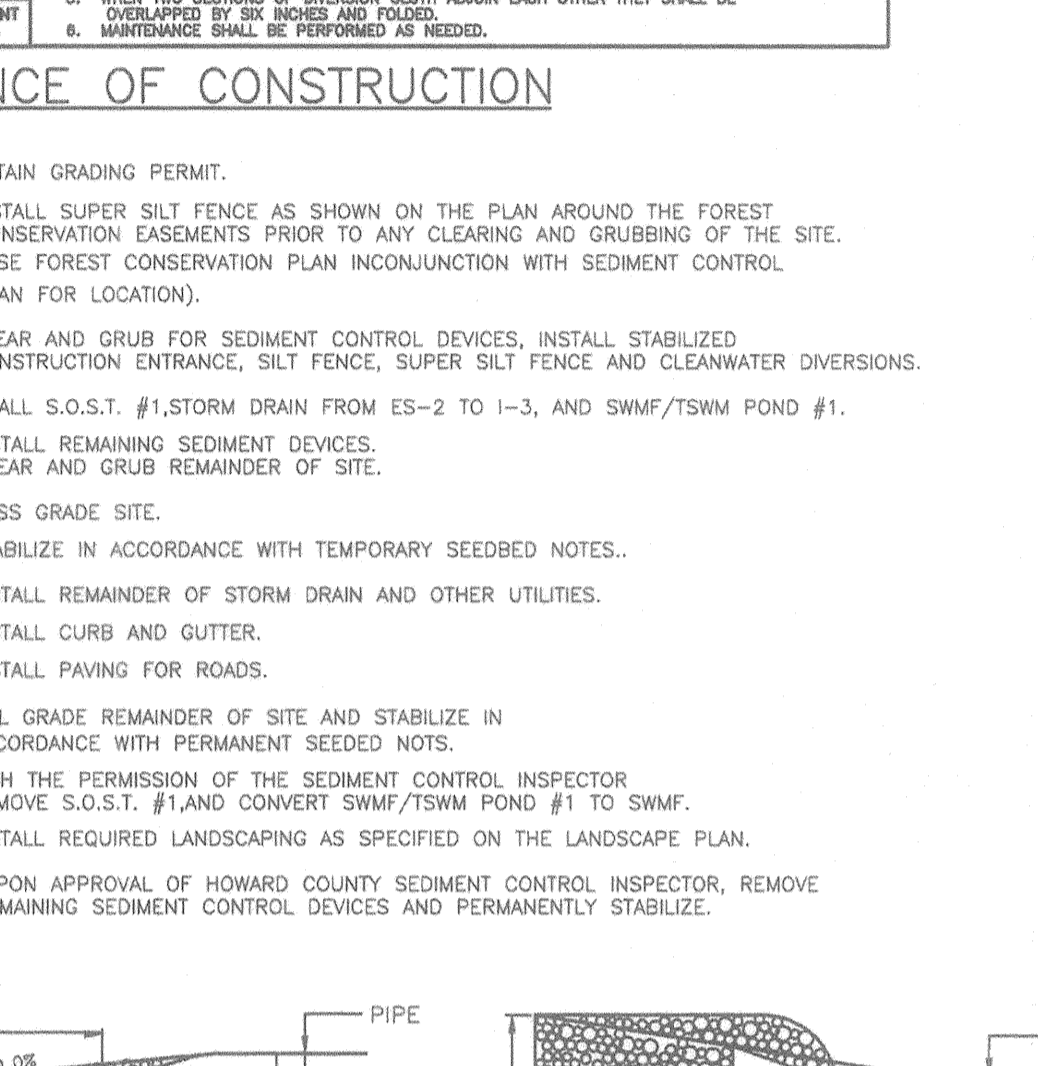 NT
OVERLAPPED BY SIX INCHES AND FOLDED.
6. MAINTENANCE SHALL BE PERFORMED AS NEEDED.
NCE OF CONSTRUCTION
TAIN GRADING PERMIT.
STALL SUPER SILT FENCE AS SHOWN ON THE PLAN AROUND THE FOREST
NSERVATION EASEMENTS PRIOR TO ANY CLEARING AND GRUBBING OF THE SITE.
SE FOREST CONSERVATION PLAN INCONJUNCTION WITH SEDIMENT CONTROL
AN FOR LOCATION).
EAR AND GRUB FOR SEDIMENT CONTROL DEVICES, INSTALL STABILIZED
NSTRUCTION ENTRANCE, SILT FENCE, SUPER SILT FENCE AND CLEANWATER DIVERSIONS.
ALL S.O.S.T. #1,STORM DRAIN FROM ES-2 TO I-3, AND SWMF/TSWM POND #1.
TALL REMAINING SEDIMENT DEVICES.
EAR AND GRUB REMAINDER OF SITE.
SS GRADE SITE.
ABILIZE IN ACCORDANCE WITH TEMPORARY SEEDBED NOTES..
TALL REMAINDER OF STORM DRAIN AND OTHER UTILITIES.
TALL CURB AND GUTTER.
TALL PAVING FOR ROADS.
L GRADE REMAINDER OF SITE AND STABILIZE IN
CORDANCE WITH PERMANENT SEEDED NOTS.
H THE PERMISSION OF THE SEDIMENT CONTROL INSPECTOR
MOVE S.O.S.T. #1,AND CONVERT SWMF/TSWM POND #1 TO SWMF.
TALL REQUIRED LANDSCAPING AS SPECIFIED ON THE LANDSCAPE PLAN.
PON APPROVAL OF HOWARD COUNTY SEDIMENT CONTROL INSPECTOR, REMOVE
MAINING SEDIMENT CONTROL DEVICES AND PERMANENTLY STABILIZE.
PIPE
0%